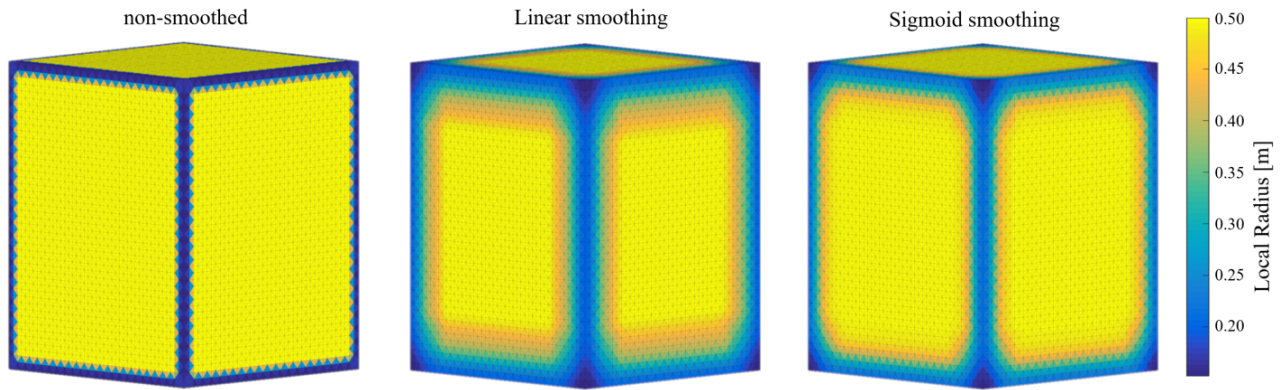 non-smoothed
Linear smoothing
Sigmoid smoothing
0.50
0.45
0.40
0.35
0.30
0.25
0.20
Local Radius [m]